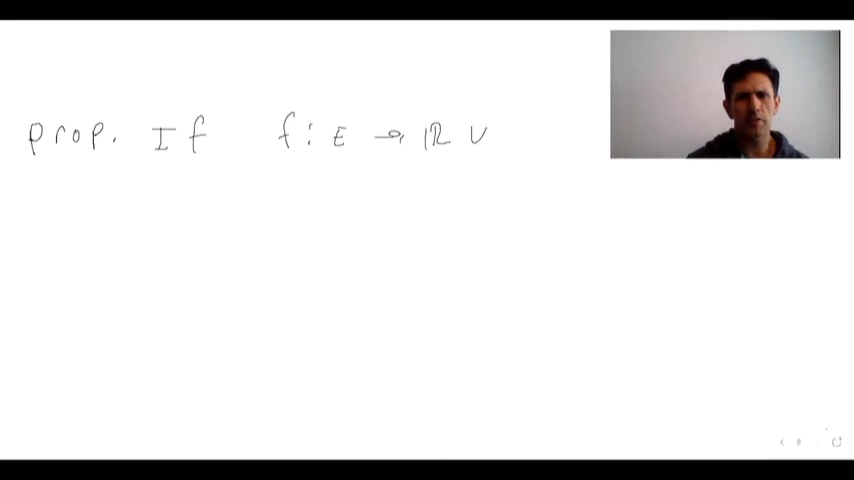 Prop. If f: E → ℝ ∪